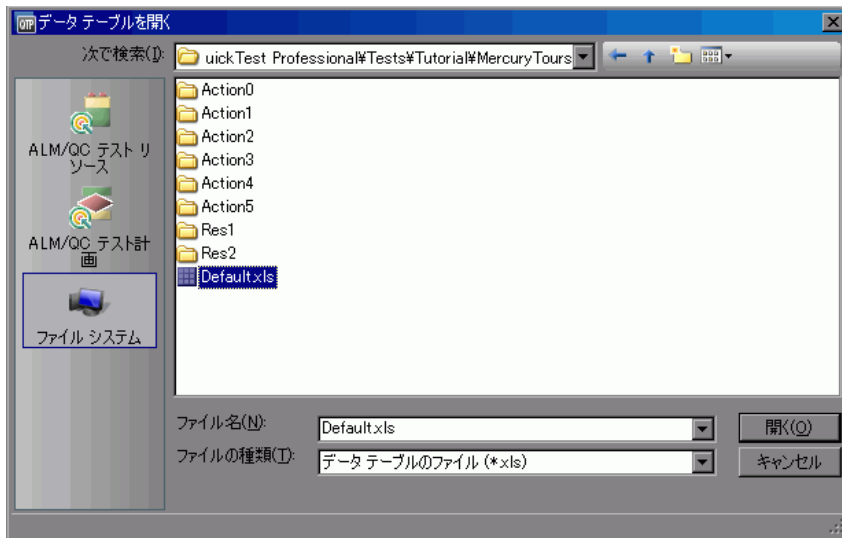 QTP データ テーブルを開く
次で検索(I):
uickTest Professional¥Tests¥Tutorial¥MercuryTours
Action0
Action1
Action2
Action3
Action4
Action5
Res1
Res2
Default.xls
ALM/QC テスト リ
ソース
ALM/QC テスト計
画
ファイル システム
ファイル名(N):
Default.xls
開く(O)
ファイルの種類(T):
データ テーブルのファイル (*.xls)
キャンセル